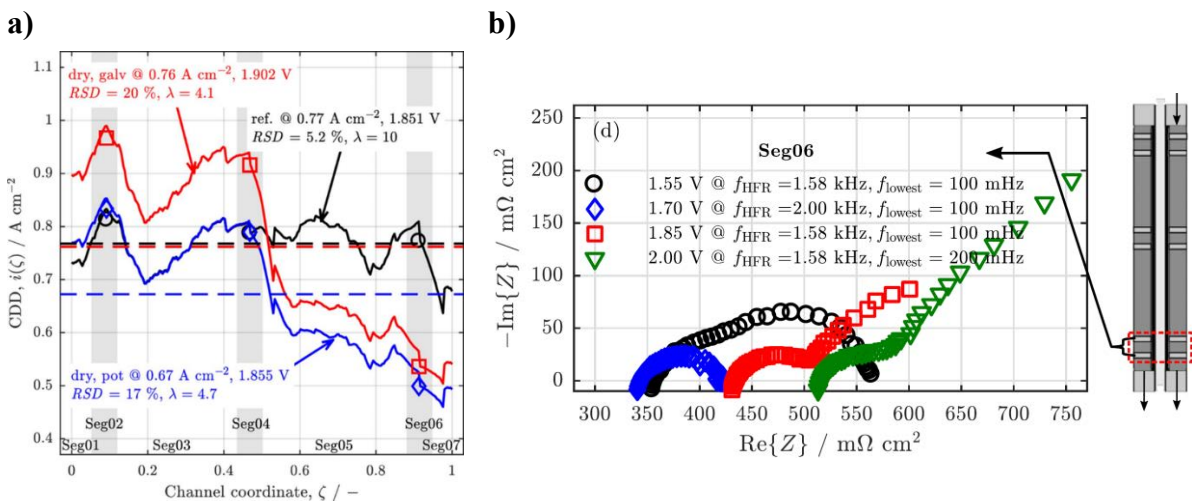 a)
1.1
1
0.9
0.8
0.7
0.6
0.5
0.4
CDD, i(ζ) / A cm⁻²
dry, galv @ 0.76 A cm⁻², 1.902 V
RSD = 20 %, λ = 4.1
ref. @ 0.77 A cm⁻², 1.851 V
RSD = 5.2 %, λ = 10
dry, pot @ 0.67 A cm⁻², 1.855 V
RSD = 17 %, λ = 4.7
Seg02 Seg04 Seg06
Seg01 Seg03 Seg05 Seg07
0 0.2 0.4 0.6 0.8 1
Channel coordinate, ζ / −
b)
250
200
150
100
50
0
−Im{Z} / mΩ cm²
(d)
Seg06
1.55 V @ f_HFR =1.58 kHz, f_lowest = 100 mHz
1.70 V @ f_HFR =2.00 kHz, f_lowest = 100 mHz
1.85 V @ f_HFR =1.58 kHz, f_lowest = 100 mHz
2.00 V @ f_HFR =1.58 kHz, f_lowest = 200 mHz
300 350 400 450 500 550 600 650 700 750
Re{Z} / mΩ cm²